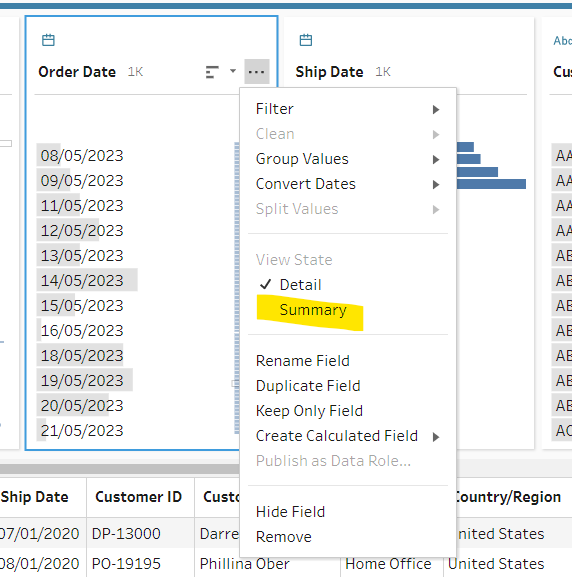 Abc
Order Date 1K
Ship Date 1K
Cu
Filter
Clean
Group Values
Convert Dates
Split Values
View State
Detail
Summary
Rename Field
Duplicate Field
Keep Only Field
Create Calculated Field
Publish as Data Role...
Hide Field
Remove
08/05/2023
09/05/2023
11/05/2023
12/05/2023
13/05/2023
14/05/2023
15/05/2023
16/05/2023
18/05/2023
19/05/2023
20/05/2023
21/05/2023
AA
AA
AA
AA
AB
AB
AB
AB
AB
AB
AB
AC
Ship Date Customer ID Custo Country/Region
07/01/2020 DP-13000 Darre United States
08/01/2020 PO-19195 Phillina Ober Home Office United States